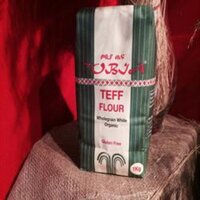 TOBIA
TEFF
FLOUR
Wholegrain White
Organic
Gluten Free
1KG